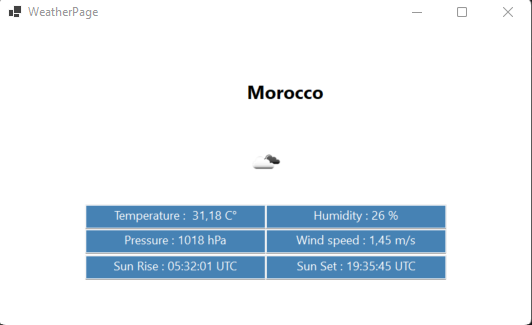 WeatherPage
Morocco
Temperature :  31,18 C° Humidity : 26 %
Pressure : 1018 hPa Wind speed : 1,45 m/s
Sun Rise : 05:32:01 UTC Sun Set : 19:35:45 UTC